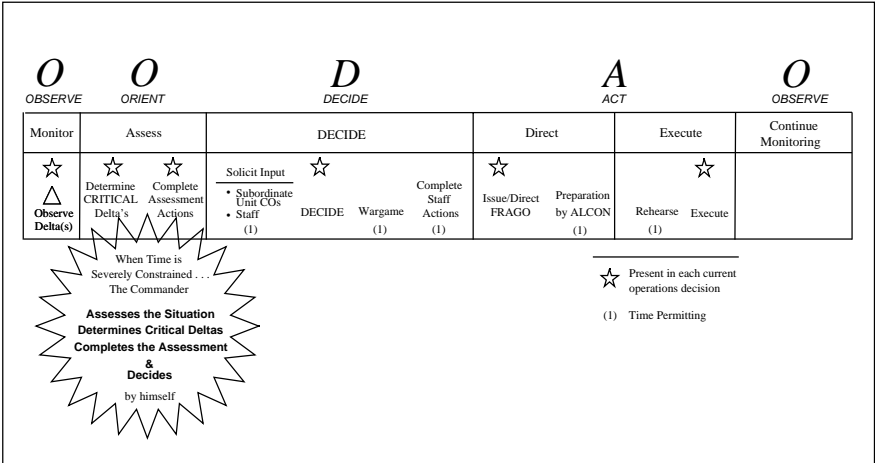 O O D A O
OBSERVE ORIENT DECIDE ACT OBSERVE
Monitor Assess DECIDE Direct Execute Continue
Monitoring
Observe
Delta(s)
Determine
CRITICAL
Delta's
Complete
Assessment
Actions
Solicit Input
• Subordinate
Unit COs
• Staff
(1)
DECIDE
Wargame
(1)
Complete
Staff
Actions
(1)
Issue/Direct
FRAGO
Preparation
by ALCON
(1)
Rehearse
(1)
Execute
When Time is
Severely Constrained . . .
The Commander
Assesses the Situation
Determines Critical Deltas
Completes the Assessment
&
Decides
by himself
Present in each current
operations decision
(1) Time Permitting